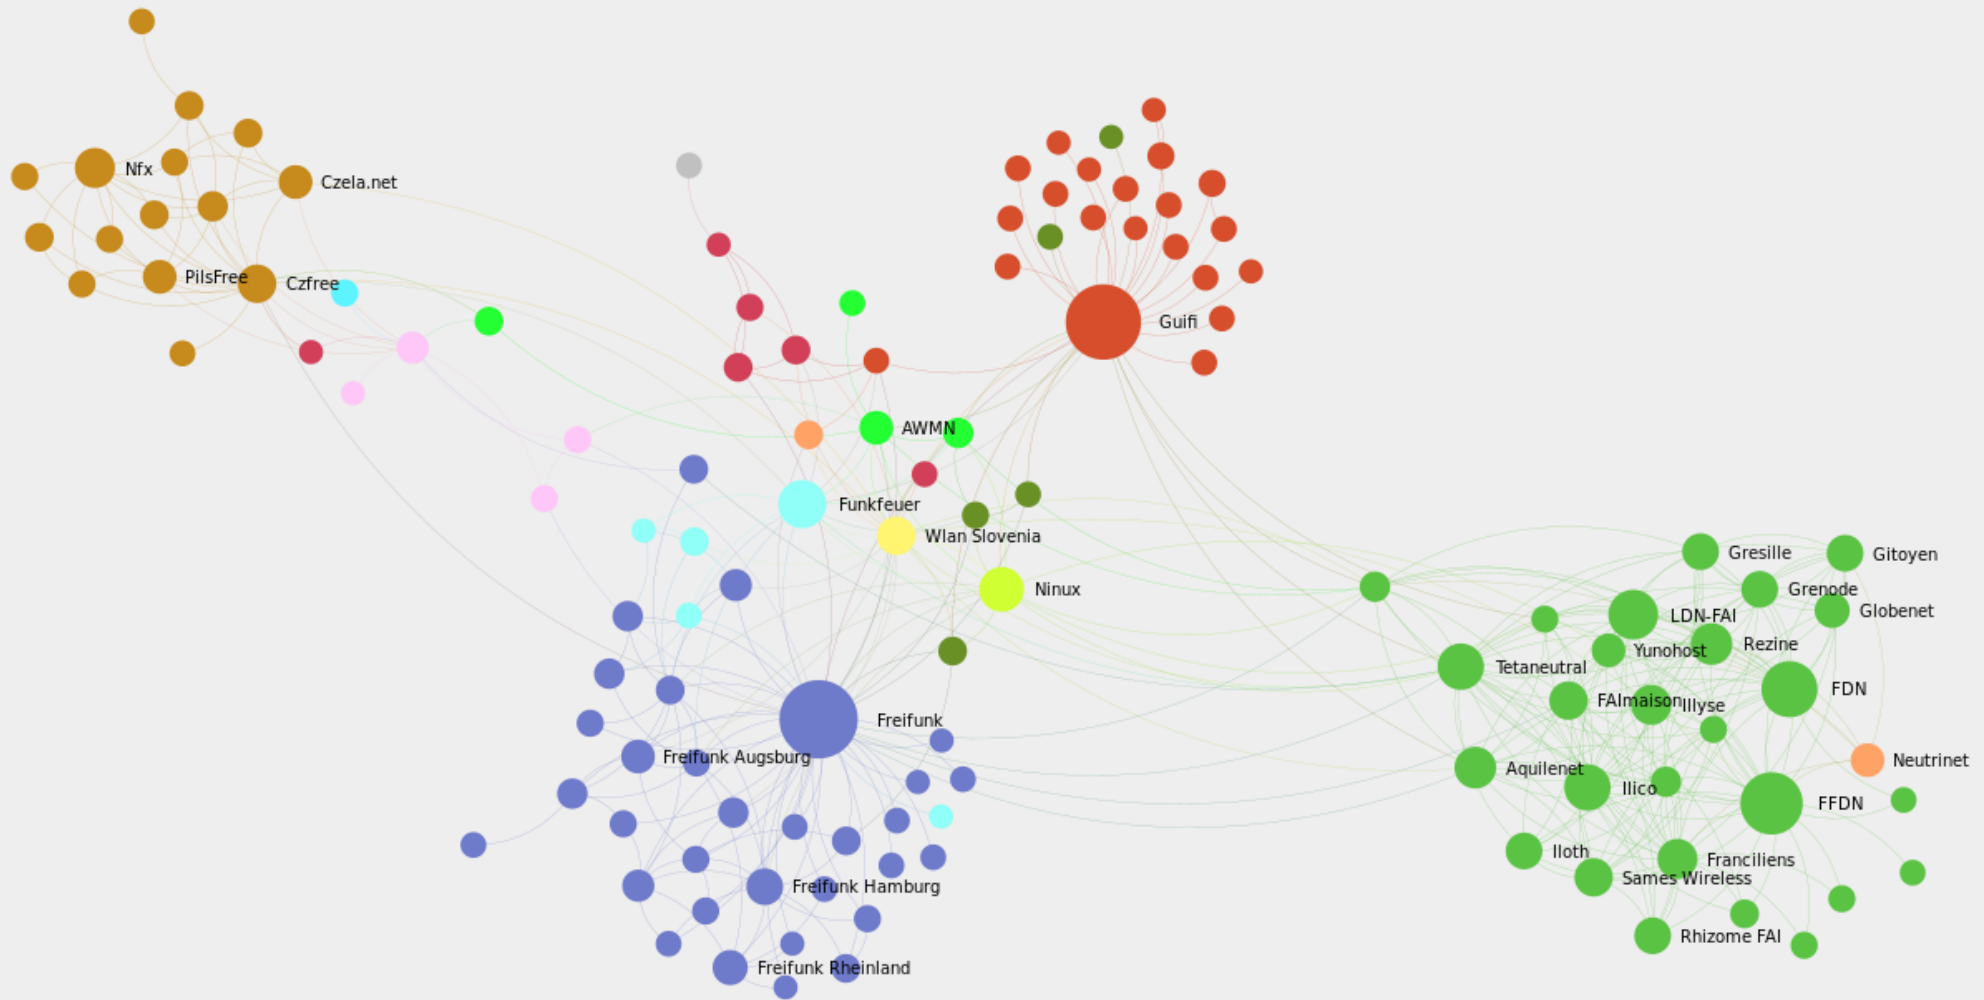 Nfx
Czela.net
PilsFree
Czfree
Guifi
AWMN
Funkfeuer
Wlan Slovenia
Ninux
Gresille
Gitoyen
Grenode
Globenet
LDN-FAI
Rezine
Yunohost
Tetaneutral
FDN
FAImaison
Illyse
Freifunk
Freifunk Augsburg
Neutrinet
Aquilenet
Ilico
FFDN
Iloth
Franciliens
Sames Wireless
Freifunk Hamburg
Rhizome FAI
Freifunk Rheinland